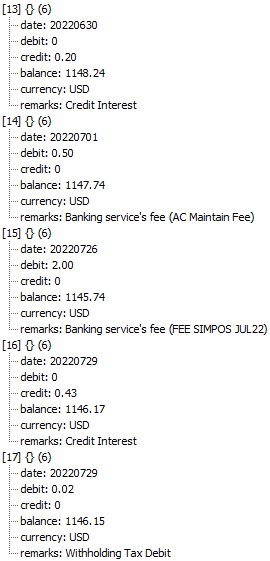 [13] {} (6)
date: 20220630
debit: 0
credit: 0.20
balance: 1148.24
currency: USD
remarks: Credit Interest
[14] {} (6)
date: 20220701
debit: 0.50
credit: 0
balance: 1147.74
currency: USD
remarks: Banking service's fee (AC Maintain Fee)
[15] {} (6)
date: 20220726
debit: 2.00
credit: 0
balance: 1145.74
currency: USD
remarks: Banking service's fee (FEE SIMPOS JUL22)
[16] {} (6)
date: 20220729
debit: 0
credit: 0.43
balance: 1146.17
currency: USD
remarks: Credit Interest
[17] {} (6)
date: 20220729
debit: 0.02
credit: 0
balance: 1146.15
currency: USD
remarks: Withholding Tax Debit